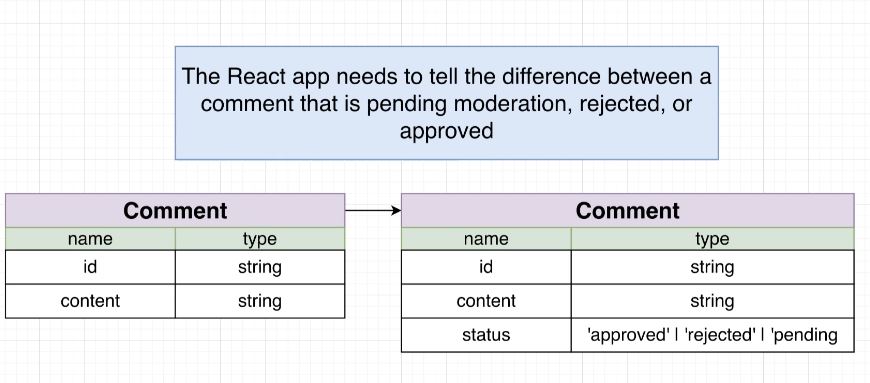 The React app needs to tell the difference between a
comment that is pending moderation, rejected, or
approved
Comment
name type
id string
content string
Comment
name type
id string
content string
status 'approved' | 'rejected' | 'pending